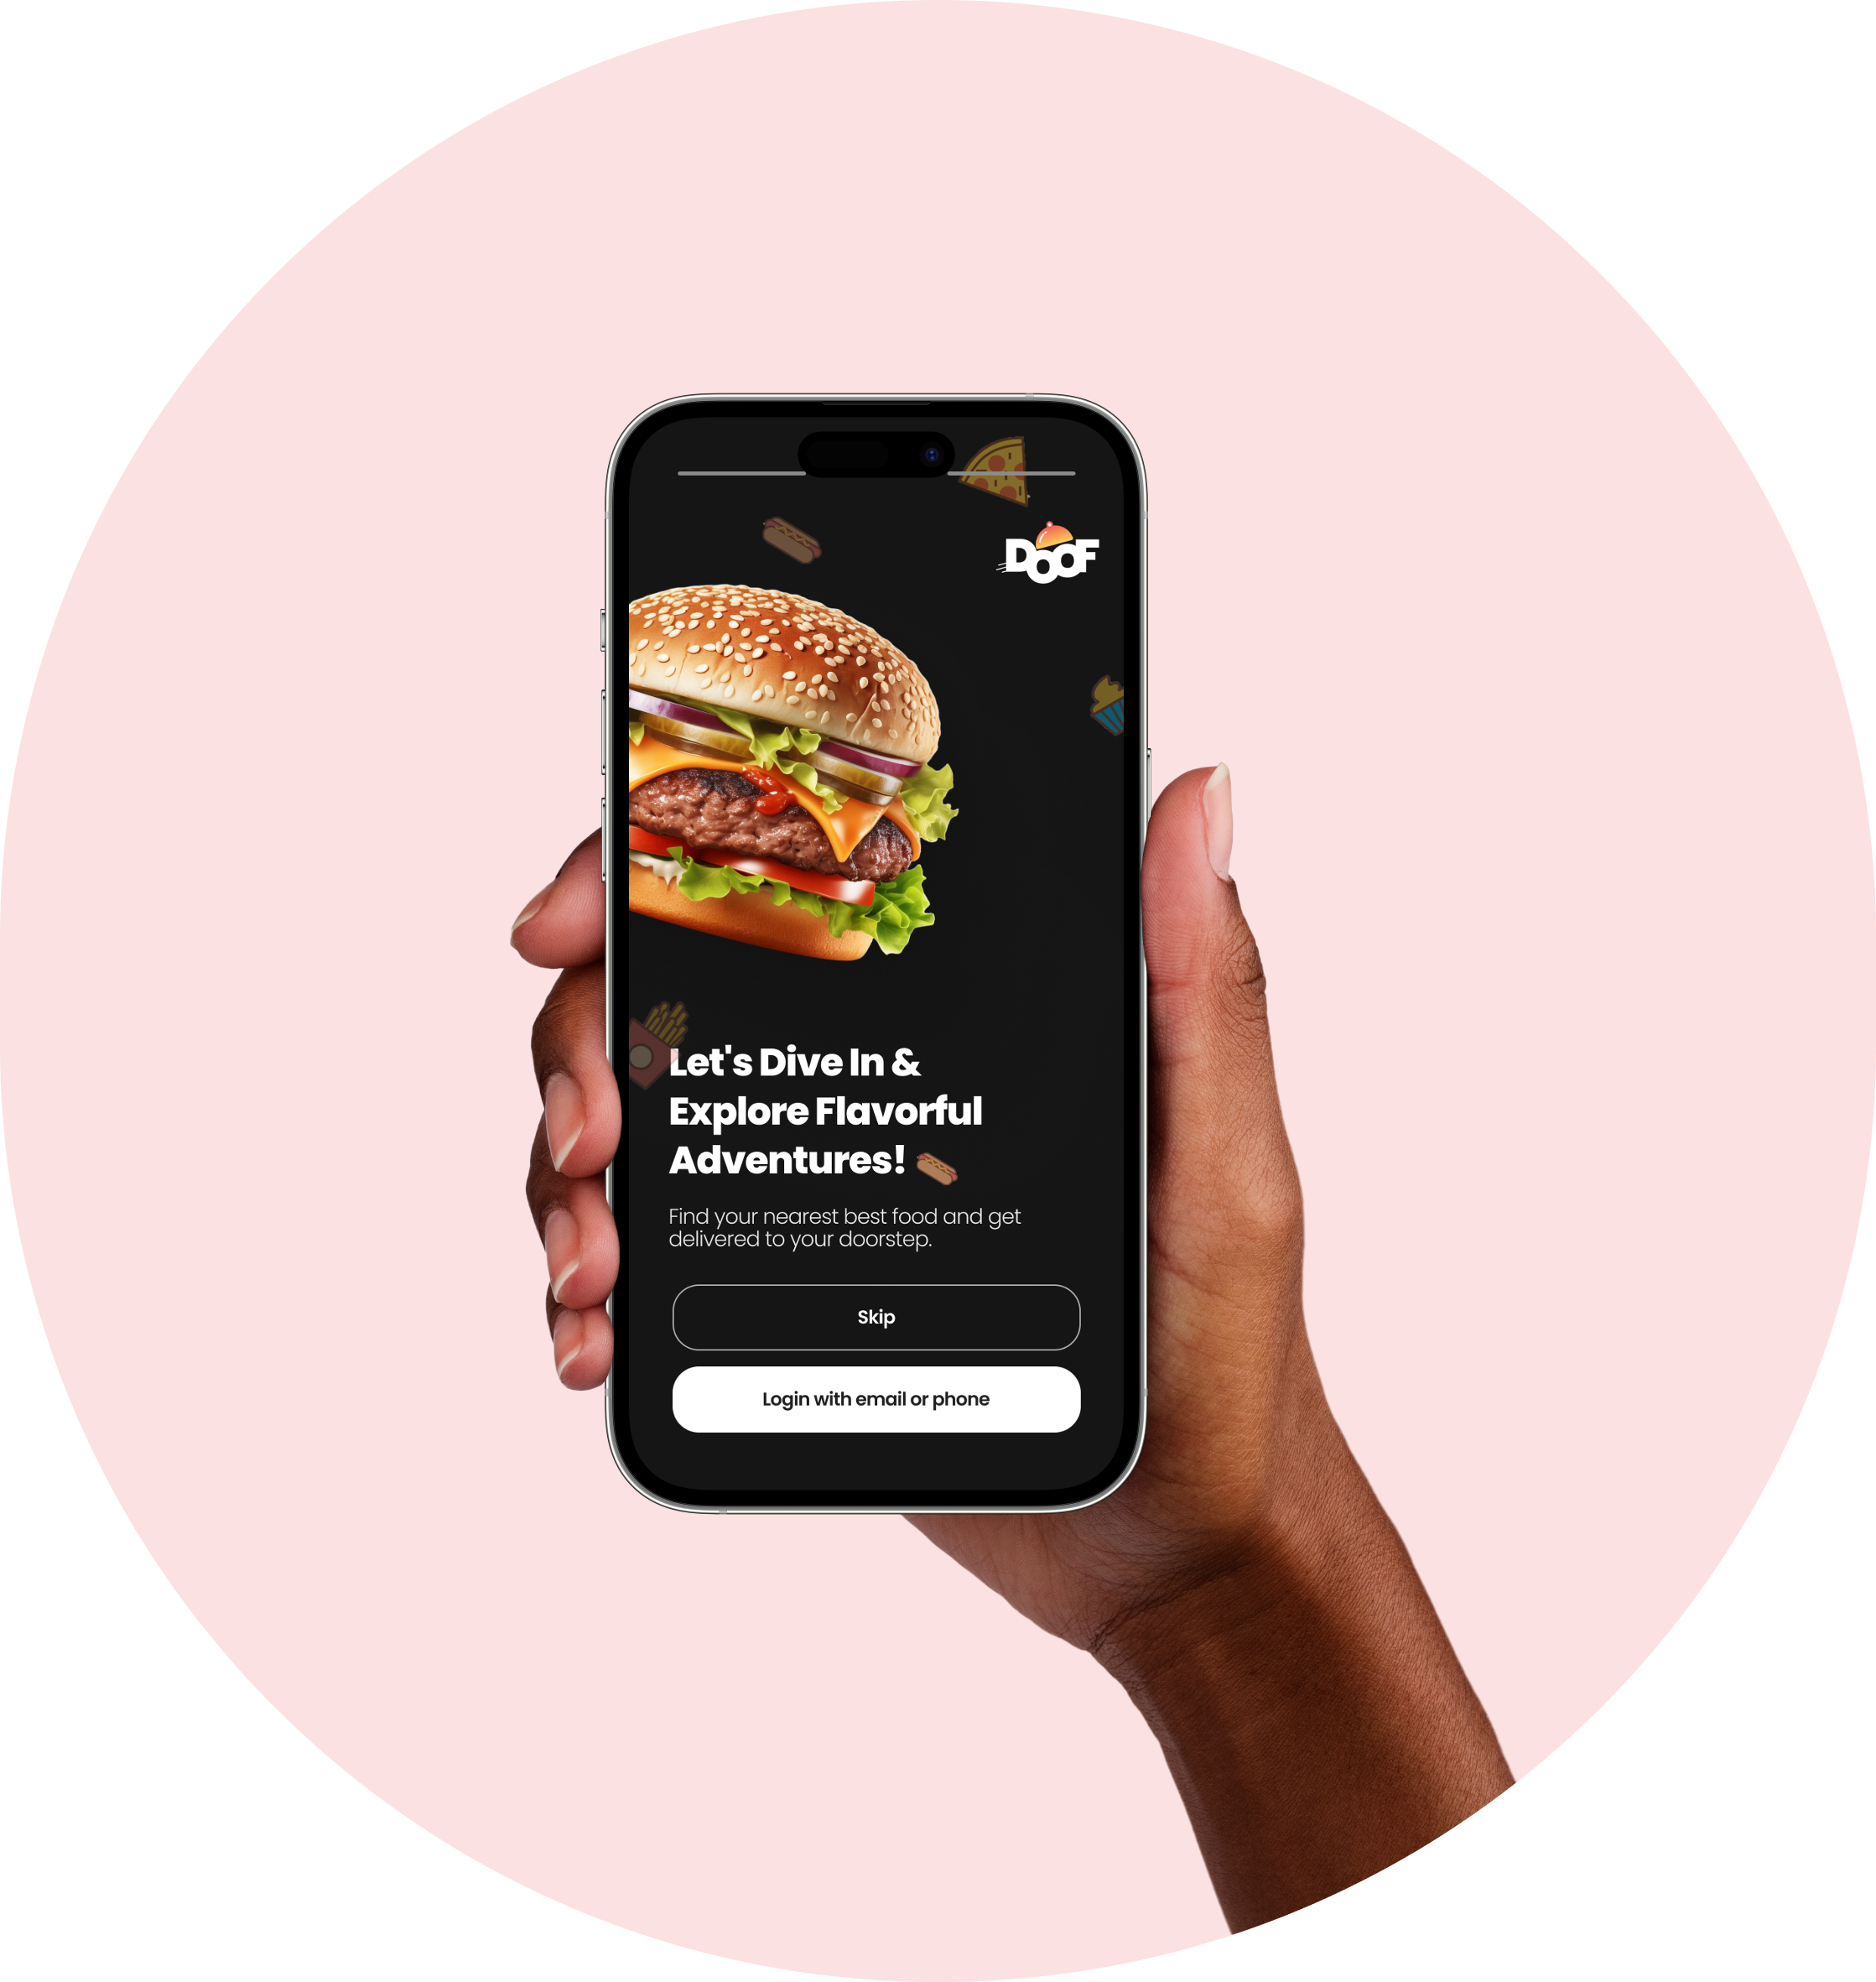 DOOF
Let's Dive In &
Explore Flavorful
Adventures!
Find your nearest best food and get
delivered to your doorstep.
Skip
Login with email or phone